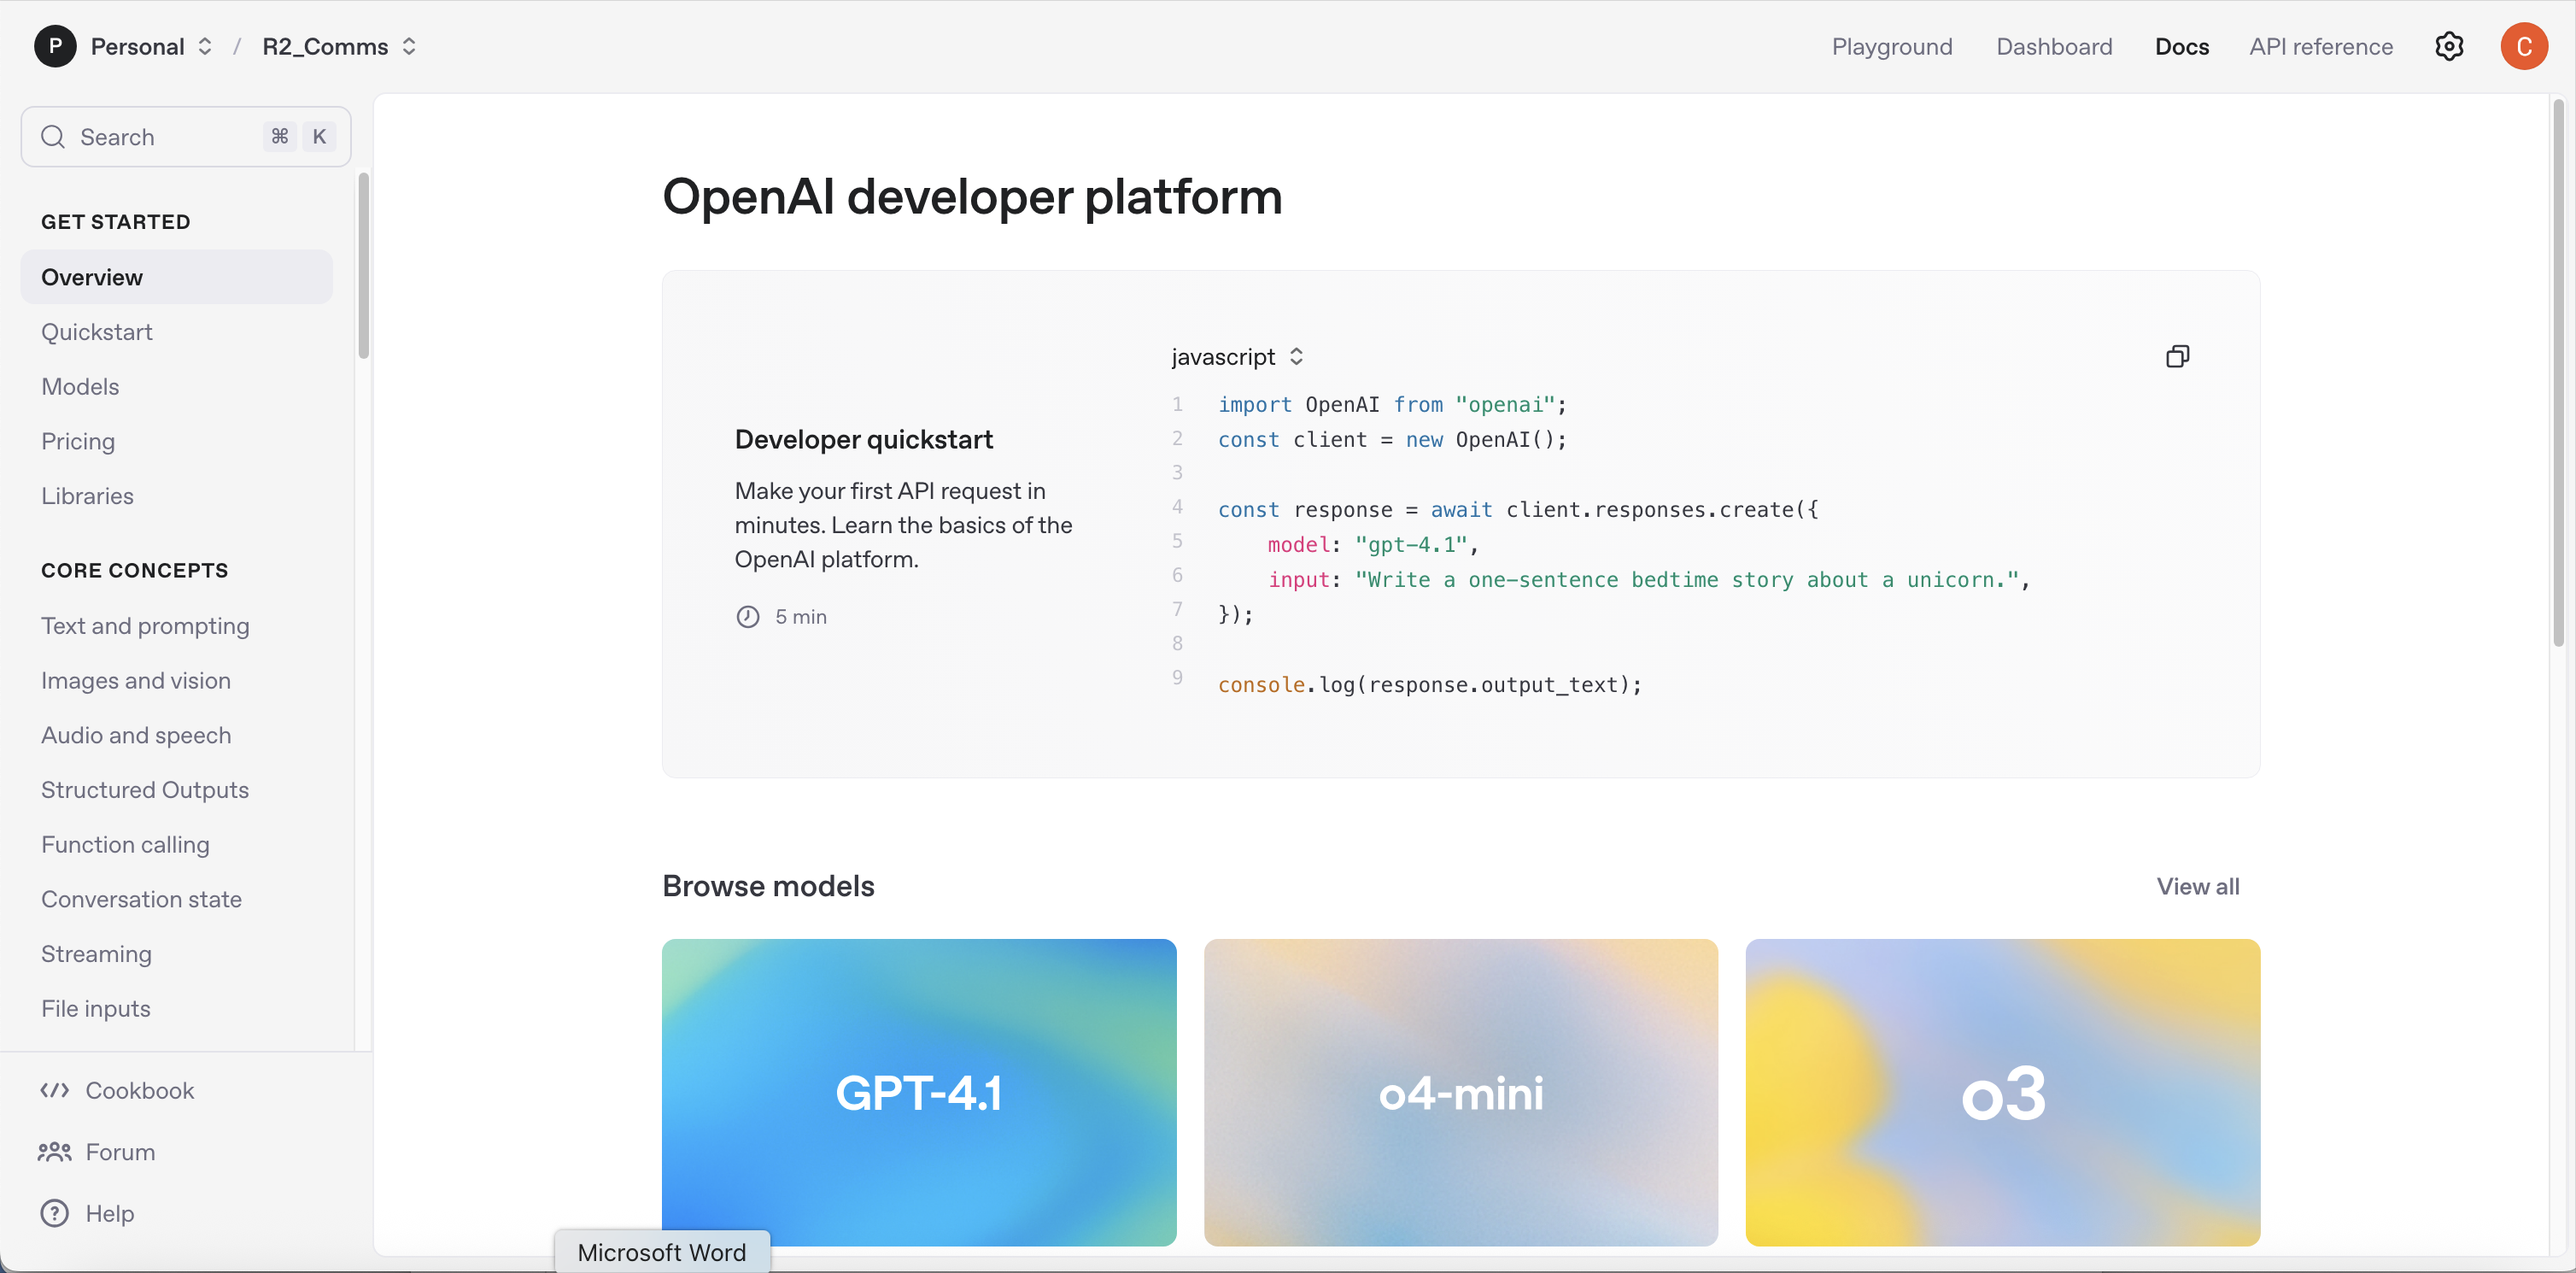 P Personal / R2_Comms Playground Dashboard Docs API reference C
Search ⌘ K
GET STARTED
Overview
Quickstart
Models
Pricing
Libraries
CORE CONCEPTS
Text and prompting
Images and vision
Audio and speech
Structured Outputs
Function calling
Conversation state
Streaming
File inputs
Cookbook
Forum
Help
OpenAI developer platform
Developer quickstart
Make your first API request in
minutes. Learn the basics of the
OpenAI platform.
5 min
javascript
1 import OpenAI from "openai";
2 const client = new OpenAI();
3
4 const response = await client.responses.create({
5     model: "gpt-4.1",
6     input: "Write a one-sentence bedtime story about a unicorn.",
7 });
8
9 console.log(response.output_text);
Browse models View all
GPT-4.1 o4-mini o3
Microsoft Word